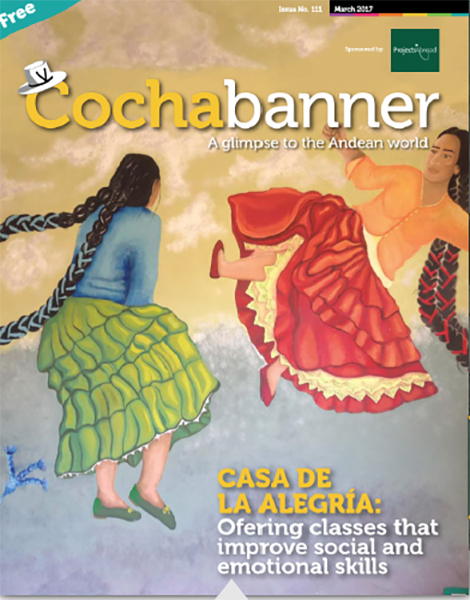 Free
Issue No. 111 March 2017
Sponsored by:
Projects Abroad
Cochabanner
A glimpse to the Andean world
CASA DE
LA ALEGRÍA:
Ofering classes that
improve social and
emotional skills